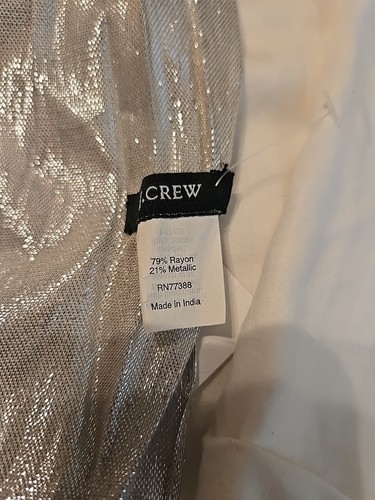 .CREW
79% Rayon
21% Metallic
RN77388
Made in India